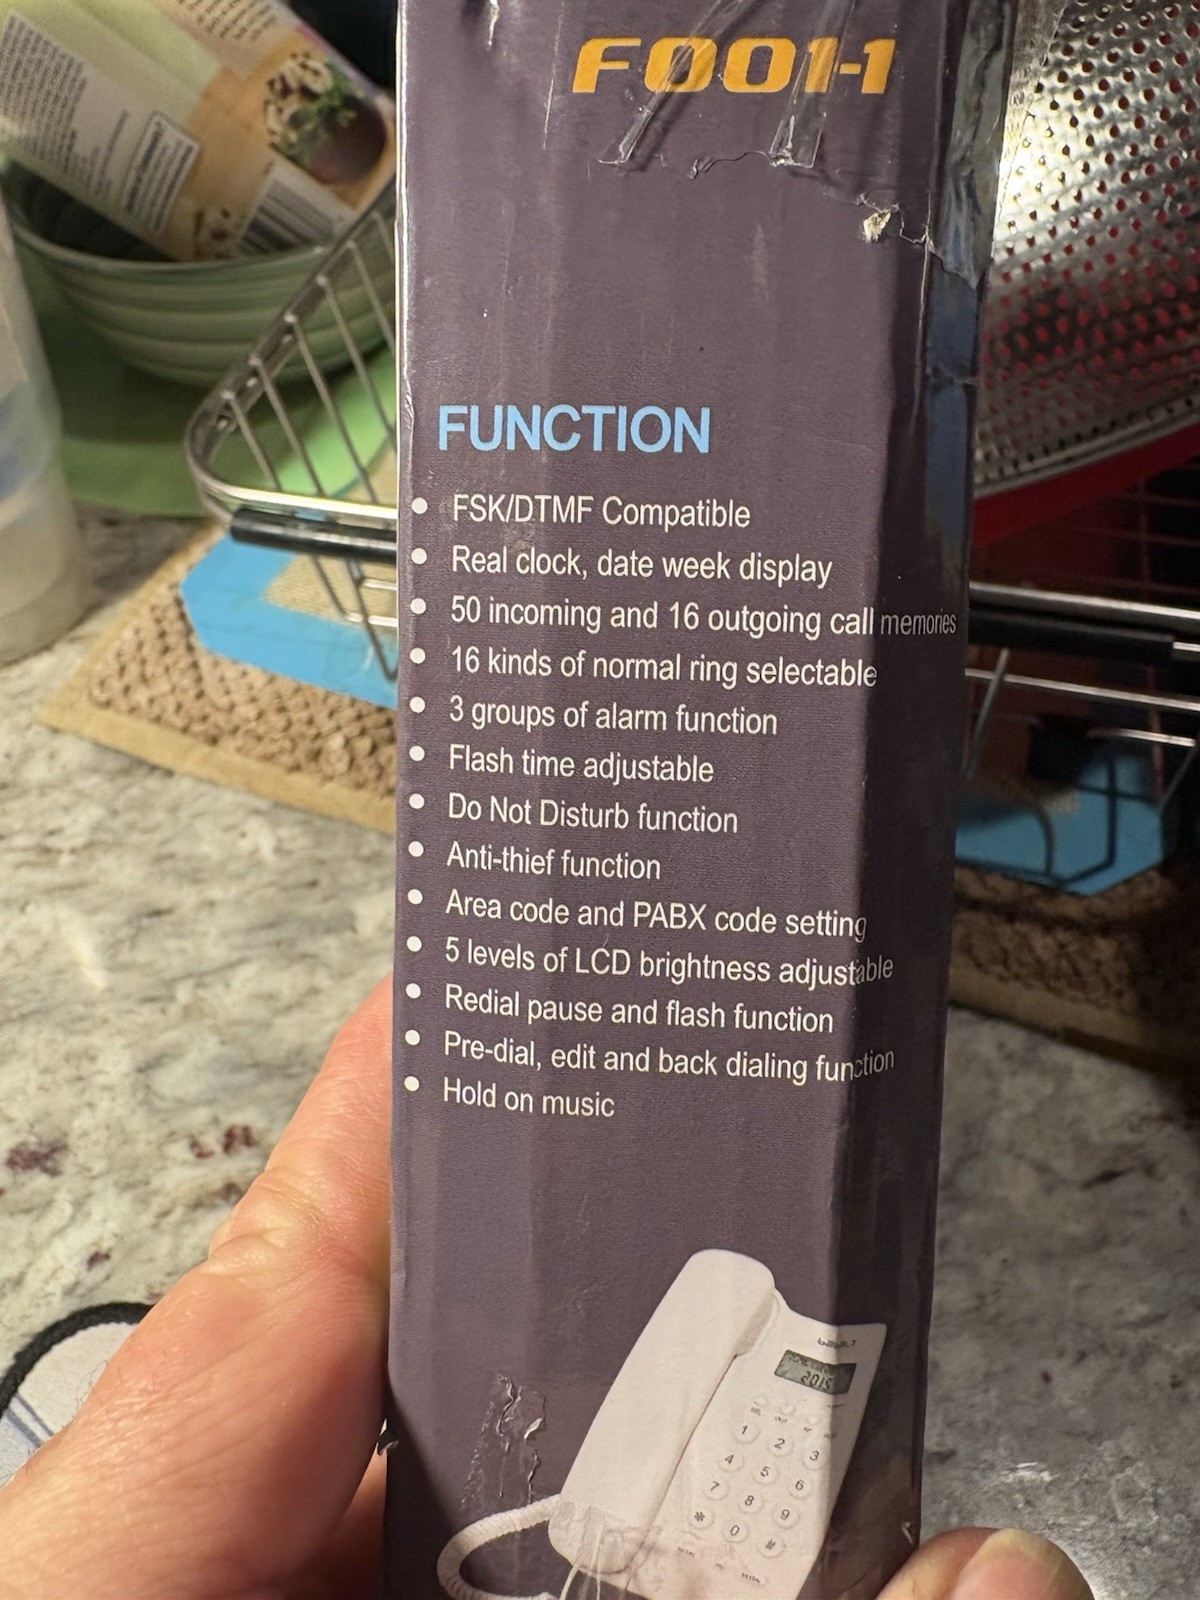 F001-1
FUNCTION
• FSK/DTMF Compatible
• Real clock, date week display
• 50 incoming and 16 outgoing call memories
• 16 kinds of normal ring selectable
• 3 groups of alarm function
• Flash time adjustable
• Do Not Disturb function
• Anti-thief function
• Area code and PABX code setting
• 5 levels of LCD brightness adjustable
• Redial pause and flash function
• Pre-dial, edit and back dialing function
• Hold on music
2015
1 2 3
4 5 6
7 8 9
* 0 #